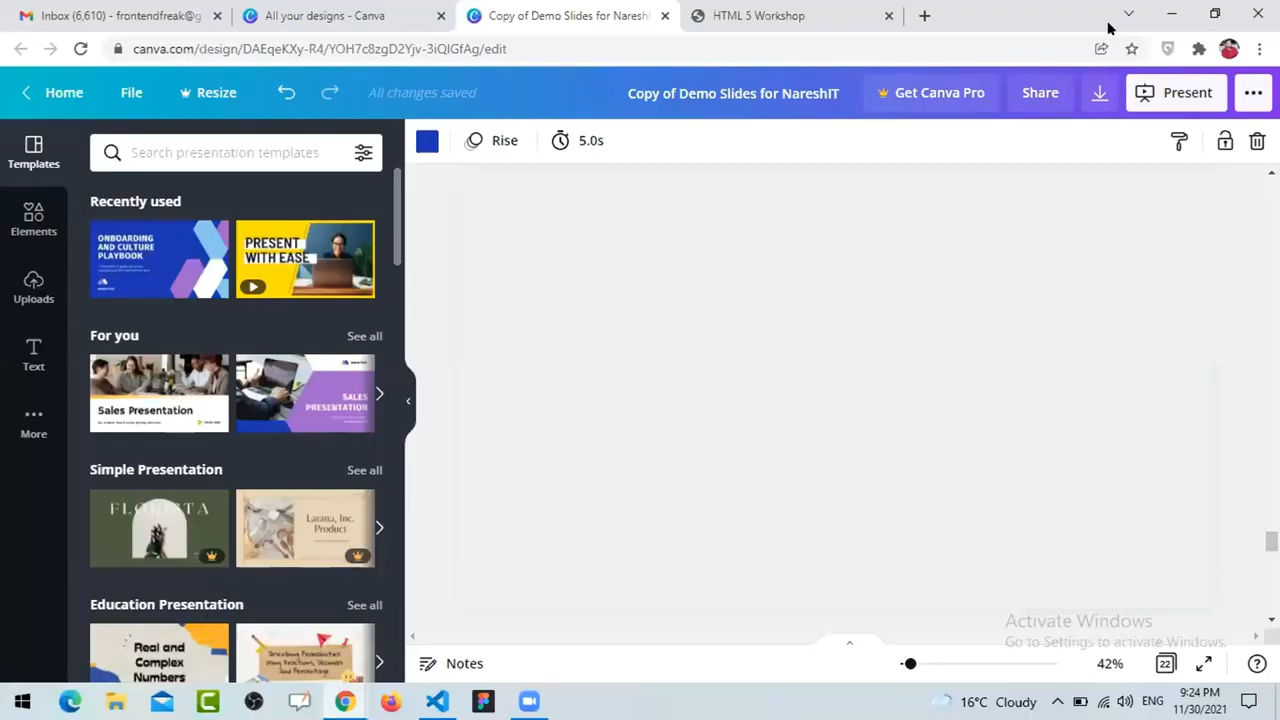 Inbox (6,610) - frontendfreak@g
All your designs - Canva
Copy of Demo Slides for NareshI
HTML 5 Workshop
canva.com/design/DAEqeKXy-R4/YOH7c8zgD2Yjv-3iQlGfAg/edit
Home
File
Resize
All changes saved
Copy of Demo Slides for NareshIT
Get Canva Pro
Share
Present
Templates
Search presentation templates
Rise
5.0s
Elements
Recently used
ONBOARDING
AND CULTURE
PLAYBOOK
PRESENT
WITH EASE
Uploads
For you
See all
Text
Sales Presentation
SALES
PRESENTATION
More
Simple Presentation
See all
Larana, Inc.
Product
Education Presentation
See all
Real and
Complex
Numbers
Activate Windows
Go to Settings to activate Windows.
Notes
42%
22
16°C Cloudy
ENG
9:24 PM
11/30/2021